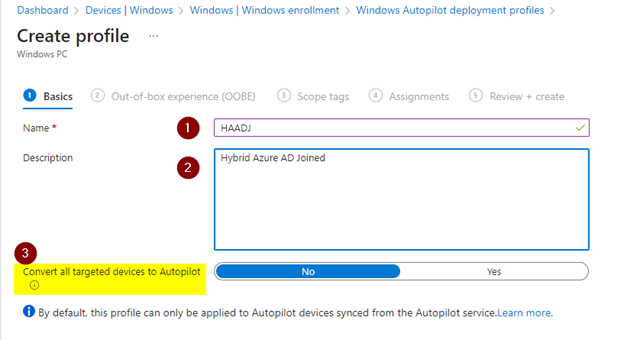 Dashboard > Devices | Windows > Windows | Windows enrollment > Windows Autopilot deployment profiles >
Create profile ...
Windows PC
1 Basics 2 Out-of-box experience (OOBE) 3 Scope tags 4 Assignments 5 Review + create
Name * 1 HAADJ
Description 2 Hybrid Azure AD Joined
3
Convert all targeted devices to Autopilot No Yes
By default, this profile can only be applied to Autopilot devices synced from the Autopilot service.Learn more.